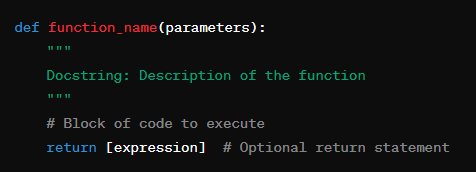 def function_name(parameters):
    """
    Docstring: Description of the function
    """
    # Block of code to execute
    return [expression]  # Optional return statement